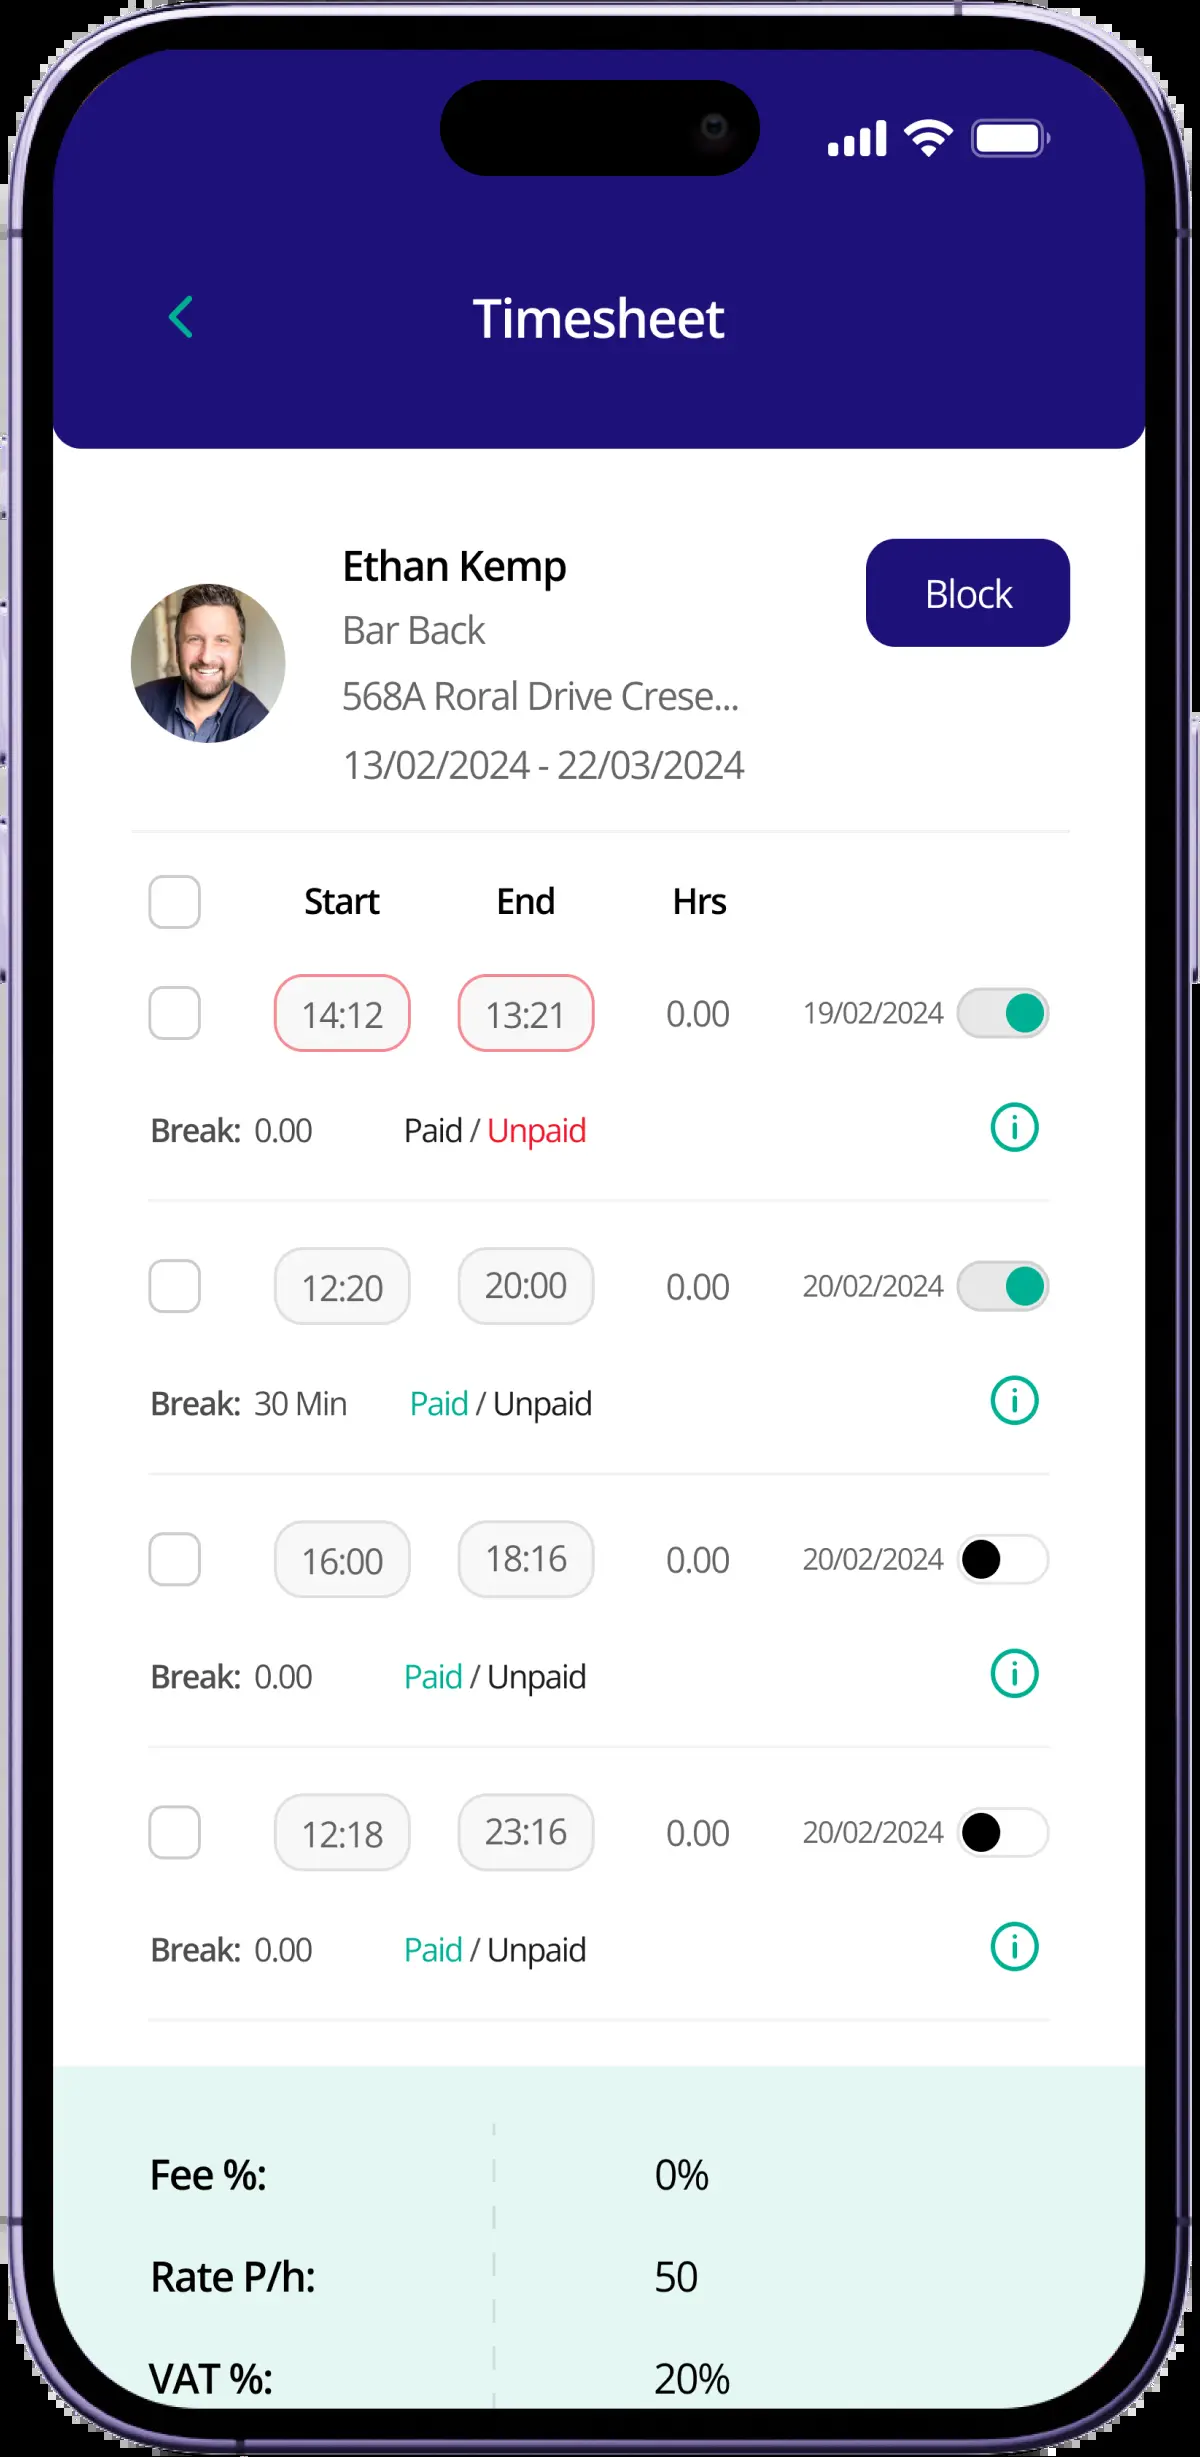 Timesheet
Ethan Kemp
Block
Bar Back
568A Roral Drive Crese...
13/02/2024 - 22/03/2024
Start End Hrs
14:12 13:21 0.00 19/02/2024
Break: 0.00 Paid / Unpaid
12:20 20:00 0.00 20/02/2024
Break: 30 Min Paid / Unpaid
16:00 18:16 0.00 20/02/2024
Break: 0.00 Paid / Unpaid
12:18 23:16 0.00 20/02/2024
Break: 0.00 Paid / Unpaid
Fee %: 0%
Rate P/h: 50
VAT %: 20%